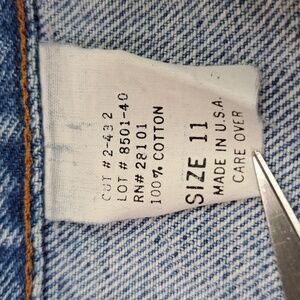 CUT # 2-432
LOT # 8501-40
RN# 28101
100% COTTON
SIZE 11
MADE IN U.S.A.
CARE OVER